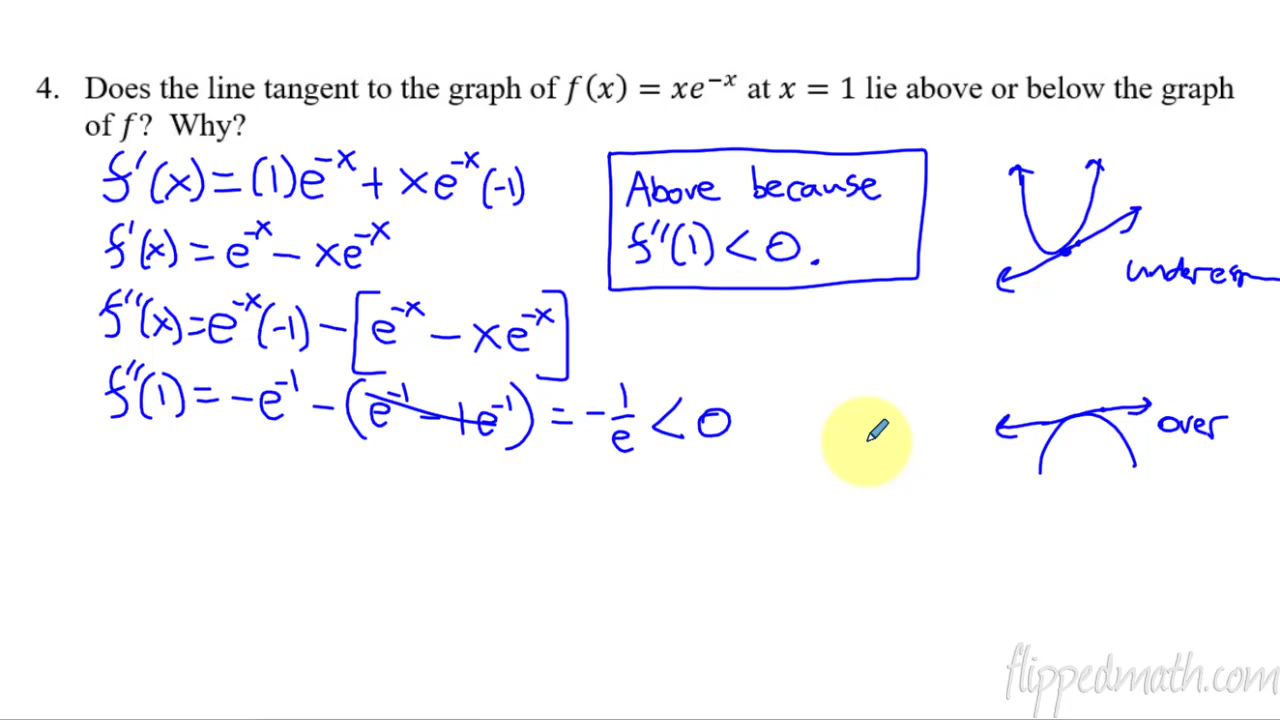 4. Does the line tangent to the graph of f(x) = xe⁻ˣ at x = 1 lie above or below the graph
of f? Why?
f'(x) = (1)e⁻ˣ + xe⁻ˣ(-1)
f'(x) = e⁻ˣ - xe⁻ˣ
f''(x) = e⁻ˣ(-1) - [e⁻ˣ - xe⁻ˣ]
f''(1) = -e⁻¹ - (e⁻¹ - 1e⁻¹) = -1/e < 0
Above because
f''(1) < 0.
underest
over
flippedmath.com